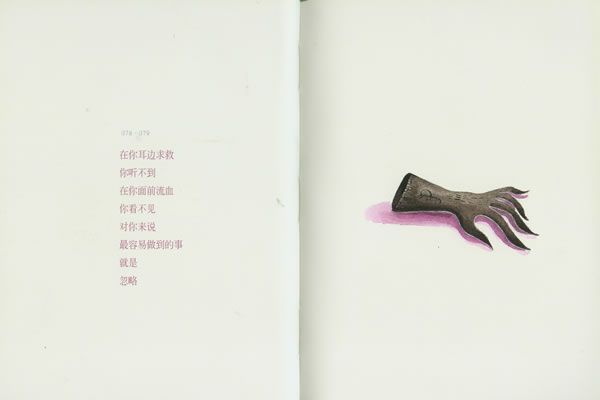 078-079
在你耳边求救
你听不到
在你面前流血
你看不见
对你来说
最容易做到的事
就是
忽略